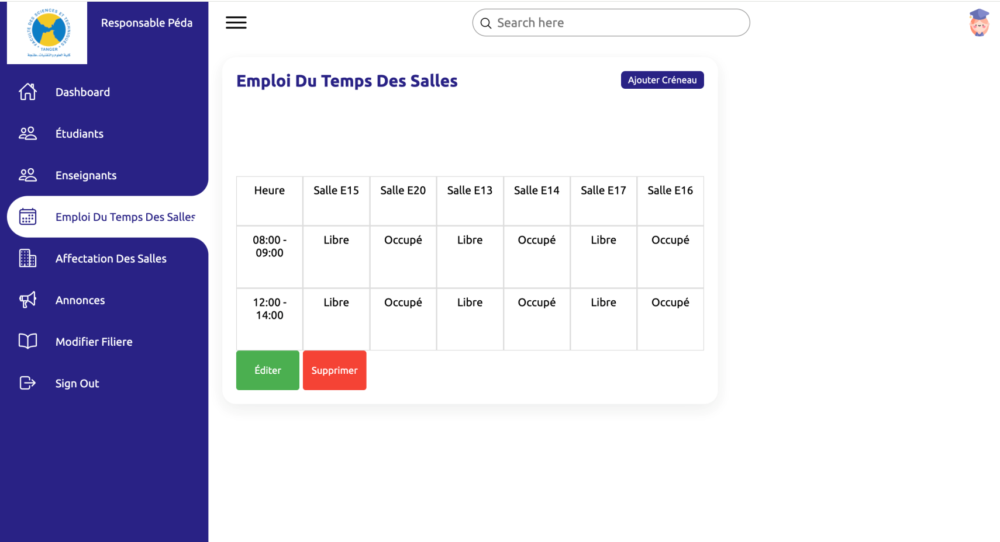 FACULTE DES SCIENCES ET TECHNIQUES
TANGER
كلية العلوم والتقنيات - طنجة
Responsable Péda
Search here
Dashboard
Étudiants
Enseignants
Emploi Du Temps Des Salles
Affectation Des Salles
Annonces
Modifier Filiere
Sign Out
Emploi Du Temps Des Salles
Ajouter Créneau
Heure Salle E15 Salle E20 Salle E13 Salle E14 Salle E17 Salle E16
08:00 - Libre Occupé Libre Occupé Libre Occupé
09:00
12:00 - Libre Occupé Libre Occupé Libre Occupé
14:00
Éditer Supprimer